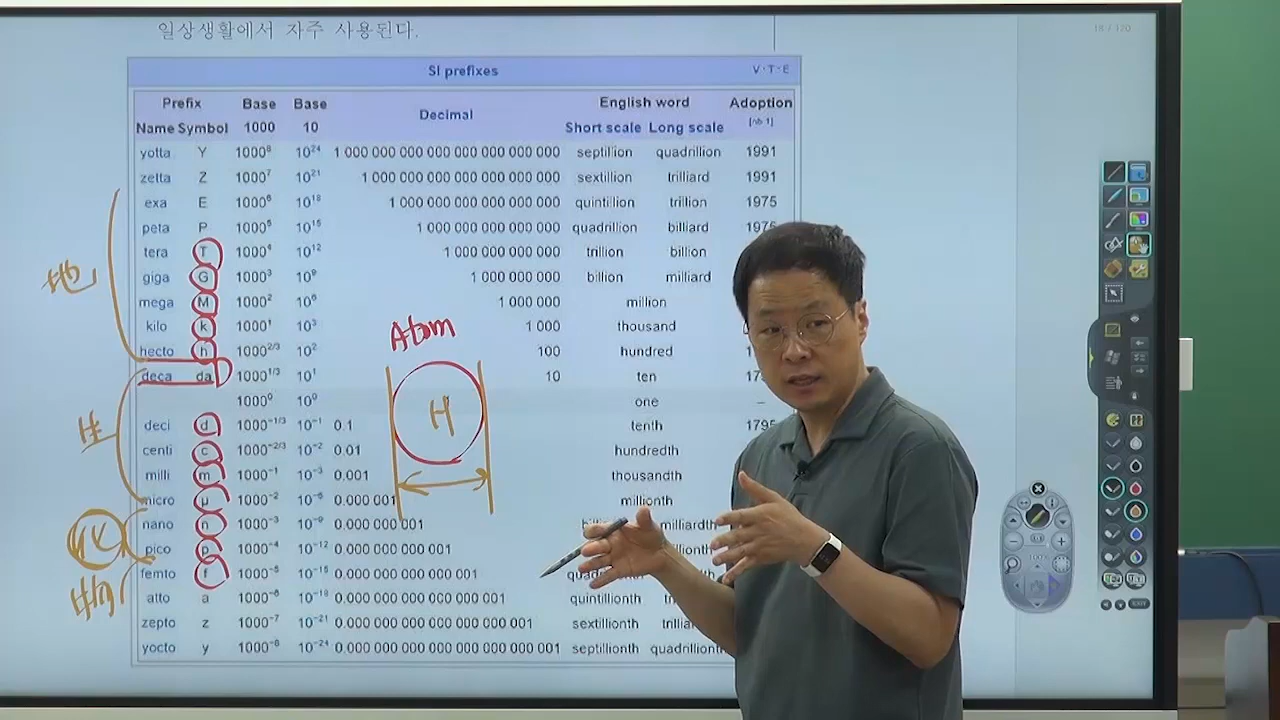 일상생활에서 자주 사용된다.
18 / 120
SI prefixes
V·T·E
Prefix Base Base Decimal English word Adoption
Name Symbol 1000 10 Short scale Long scale [nb 1]
yotta Y 1000⁸ 10²⁴ 1 000 000 000 000 000 000 000 000 septillion quadrillion 1991
zetta Z 1000⁷ 10²¹ 1 000 000 000 000 000 000 000 sextillion trilliard 1991
exa E 1000⁶ 10¹⁸ 1 000 000 000 000 000 000 quintillion trillion 1975
peta P 1000⁵ 10¹⁵ 1 000 000 000 000 000 quadrillion billiard 1975
tera T 1000⁴ 10¹² 1 000 000 000 000 trillion billion
giga G 1000³ 10⁹ 1 000 000 000 billion milliard
mega M 1000² 10⁶ 1 000 000 million
kilo k 1000¹ 10³ 1 000 thousand
Atom
hecto h 1000²ᐟ³ 10² 100 hundred
deca da 1000¹ᐟ³ 10¹ 10 ten
1000⁰ 10⁰ one –
H
deci d 1000⁻¹ᐟ³ 10⁻¹ 0.1 tenth 1795
centi c 1000⁻²ᐟ³ 10⁻² 0.01 hundredth
milli m 1000⁻¹ 10⁻³ 0.001 thousandth
micro μ 1000⁻² 10⁻⁶ 0.000 001 millionth
nano n 1000⁻³ 10⁻⁹ 0.000 000 001 milliardth
pico p 1000⁻⁴ 10⁻¹² 0.000 000 000 001
femto f 1000⁻⁵ 10⁻¹⁵ 0.000 000 000 000 001
atto a 1000⁻⁶ 10⁻¹⁸ 0.000 000 000 000 000 001 quintillionth
zepto z 1000⁻⁷ 10⁻²¹ 0.000 000 000 000 000 000 001 sextillionth
yocto y 1000⁻⁸ 10⁻²⁴ 0.000 000 000 000 000 000 000 001 septillionth quadrillionth
100%
EXIT